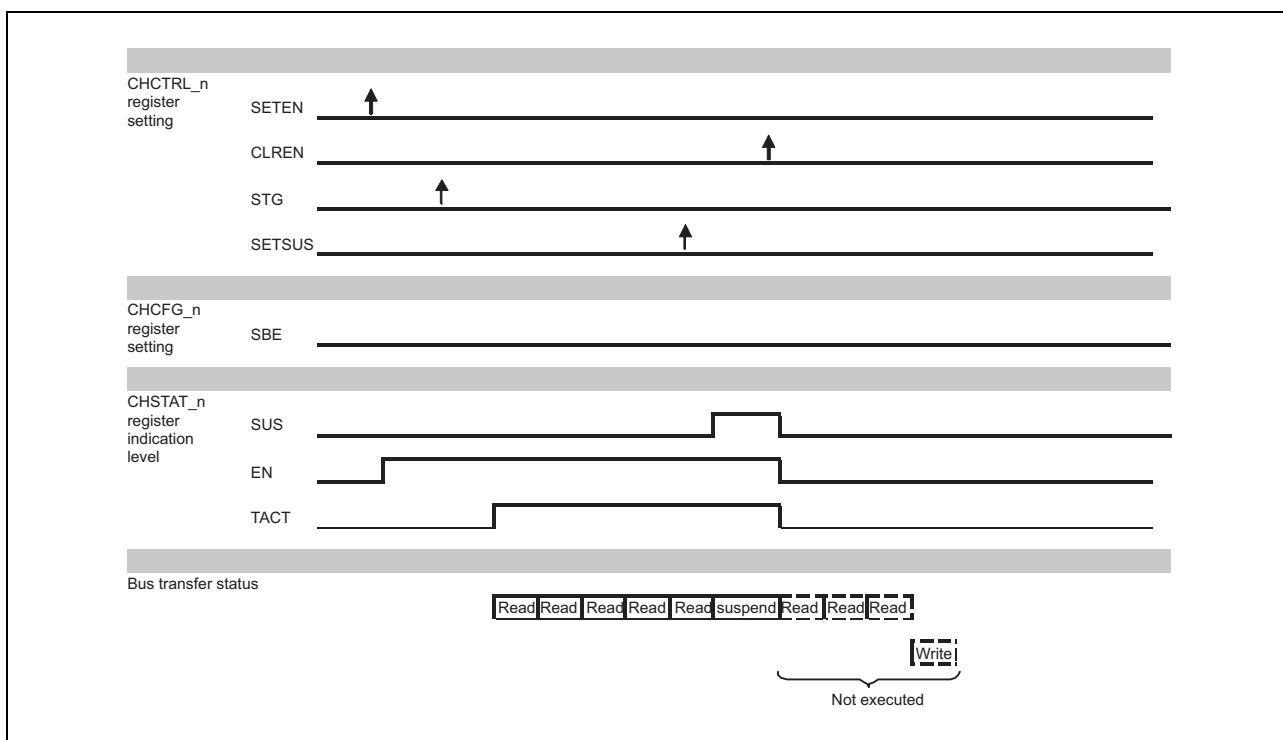 CHCTRL_n
register
setting
SETEN
CLREN
STG
SETSUS
CHCFG_n
register
setting
SBE
CHSTAT_n
register
indication
level
SUS
EN
TACT
Bus transfer status
Read Read Read Read Read suspend Read Read Read
Write
Not executed